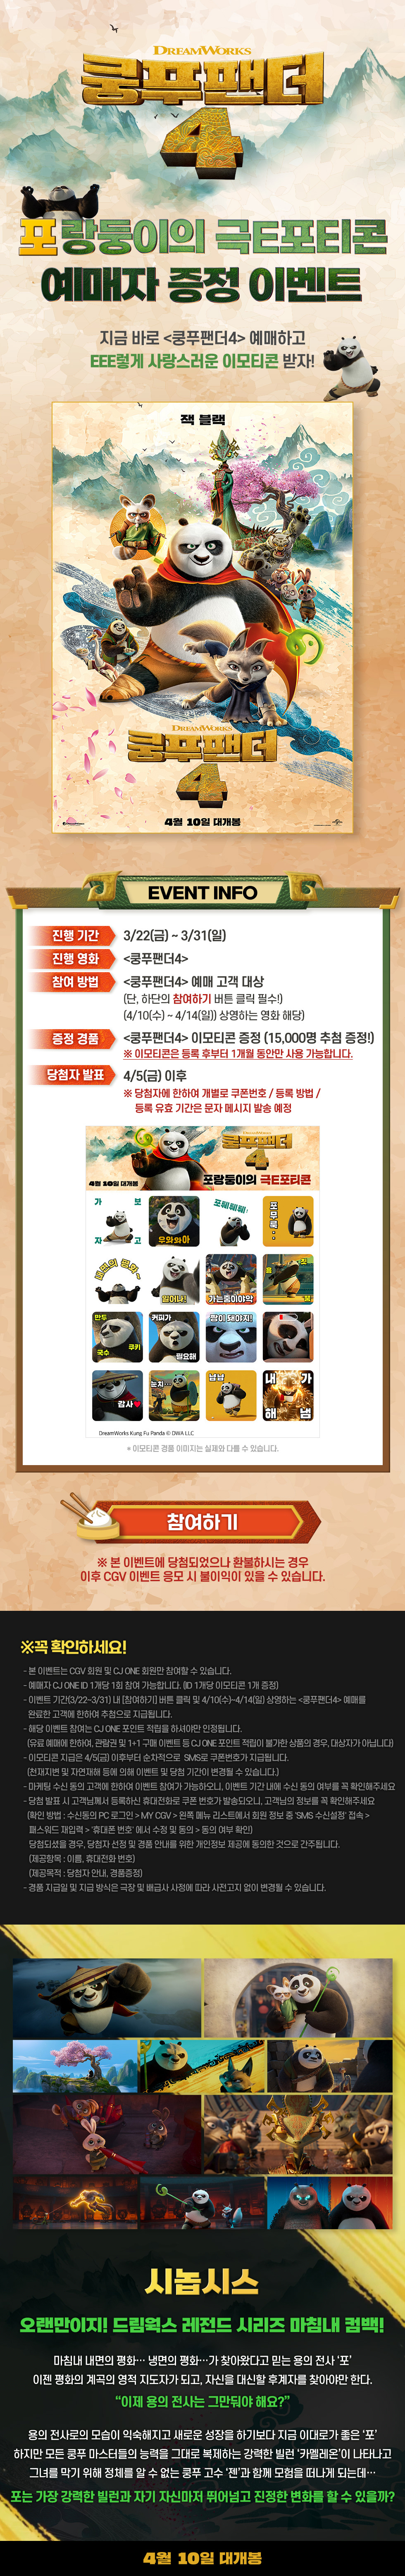 DREAMWORKS
쿵푸팬더
4
포랑둥이의 극E포티콘
예매자 증정 이벤트
지금 바로 <쿵푸팬더4> 예매하고
EEE렇게 사랑스러운 이모티콘 받자!
잭 블랙
DREAMWORKS
쿵푸팬더
4
4월 10일 대개봉
EVENT INFO
진행 기간 3/22(금) ~ 3/31(일)
진행 영화 <쿵푸팬더4>
참여 방법 <쿵푸팬더4> 예매 고객 대상
(단, 하단의 참여하기 버튼 클릭 필수!)
(4/10(수) ~ 4/14(일)) 상영하는 영화 해당)
증정 경품 <쿵푸팬더4> 이모티콘 증정 (15,000명 추첨 증정!)
※ 이모티콘은 등록 후부터 1개월 동안만 사용 가능합니다.
당첨자 발표 4/5(금) 이후
※ 당첨자에 한하여 개별로 쿠폰번호 / 등록 방법 /
등록 유효 기간은 문자 메시지 발송 예정
쿵푸팬더
4
4월 10일 대개봉 포랑둥이의 극E포티콘
가 보
자 고
우와와아
포헤헤헤!
포무룩..
일어나!
가는중이야악
만두
국수 쿠키
커피가
필요해
땀이 돼야지!
감사♥
눈치
냠냠
내 가
해 냄
DreamWorks Kung Fu Panda © DWA LLC.
* 이모티콘 경품 이미지는 실제와 다를 수 있습니다.
참여하기
※ 본 이벤트에 당첨되었으나 환불하시는 경우
이후 CGV 이벤트 응모 시 불이익이 있을 수 있습니다.
※꼭 확인하세요!
- 본 이벤트는 CGV 회원 및 CJ ONE 회원만 참여할 수 있습니다.
- 예매자 CJ ONE ID 1개당 1회 참여 가능합니다. (ID 1개당 이모티콘 1개 증정)
- 이벤트 기간(3/22~3/31) 내 [참여하기] 버튼 클릭 및 4/10(수)~4/14(일) 상영하는 <쿵푸팬더4> 예매를
완료한 고객에 한하여 추첨으로 지급됩니다.
- 해당 이벤트 참여는 CJ ONE 포인트 적립을 하셔야만 인정됩니다.
(유료 예매에 한하여, 관람권 및 1+1 구매 이벤트 등 CJ ONE 포인트 적립이 불가한 상품의 경우, 대상자가 아닙니다)
- 이모티콘 지급은 4/5(금) 이후부터 순차적으로 SMS로 쿠폰번호가 지급됩니다.
(천재지변 및 자연재해 등에 의해 이벤트 및 당첨 기간이 변경될 수 있습니다.)
- 마케팅 수신 동의 고객에 한하여 이벤트 참여가 가능하오니, 이벤트 기간 내에 수신 동의 여부를 꼭 확인해주세요
- 당첨 발표 시 고객님께서 등록하신 휴대전화로 쿠폰 번호가 발송되오니, 고객님의 정보를 꼭 확인해주세요
(확인 방법 : 수신동의 PC 로그인 > MY CGV > 왼쪽 메뉴 리스트에서 회원 정보 중 'SMS 수신설정' 접속 >
패스워드 재입력 > '휴대폰 번호' 에서 수정 및 동의 > 동의 여부 확인)
당첨되셨을 경우, 당첨자 선정 및 경품 안내를 위한 개인정보 제공에 동의한 것으로 간주됩니다.
(제공항목 : 이름, 휴대전화 번호)
(제공목적 : 당첨자 안내, 경품증정)
- 경품 지급일 및 지급 방식은 극장 및 배급사 사정에 따라 사전고지 없이 변경될 수 있습니다.
시놉시스
오랜만이지! 드림웍스 레전드 시리즈 마침내 컴백!
마침내 내면의 평화… 냉면의 평화…가 찾아왔다고 믿는 용의 전사 ‘포’
이젠 평화의 계곡의 영적 지도자가 되고, 자신을 대신할 후계자를 찾아야만 한다.
“이제 용의 전사는 그만둬야 해요?”
용의 전사로의 모습이 익숙해지고 새로운 성장을 하기보다 지금 이대로가 좋은 ‘포’
하지만 모든 쿵푸 마스터들의 능력을 그대로 복제하는 강력한 빌런 ‘카멜레온’이 나타나고
그녀를 막기 위해 정체를 알 수 없는 쿵푸 고수 ‘젠’과 함께 모험을 떠나게 되는데…
포는 가장 강력한 빌런과 자기 자신마저 뛰어넘고 진정한 변화를 할 수 있을까?
4월 10일 대개봉